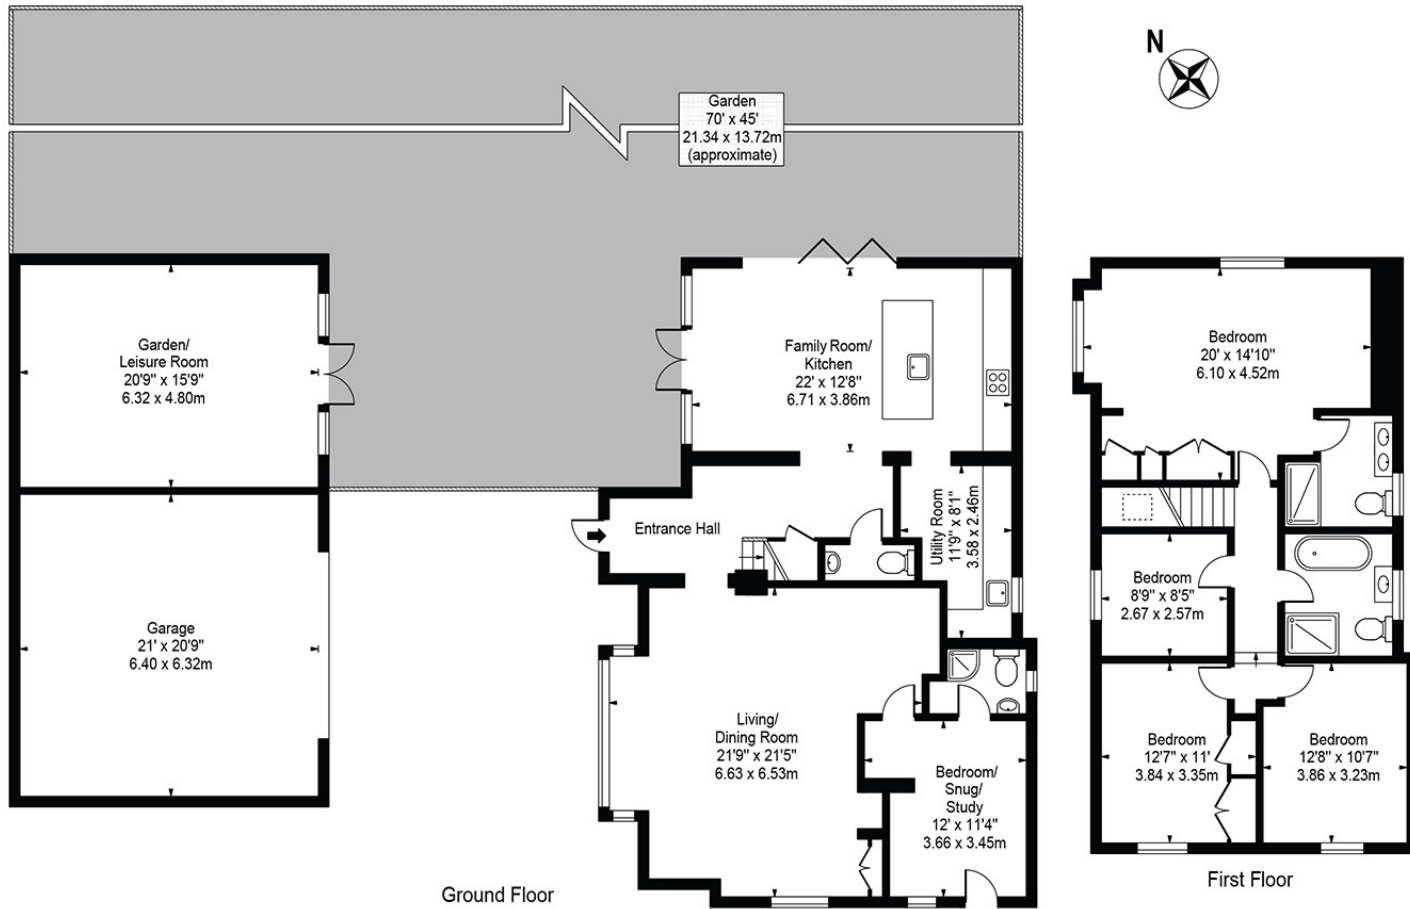 N
Garden
70' x 45'
21.34 x 13.72m
(approximate)
Garden/
Leisure Room
20'9" x 15'9"
6.32 x 4.80m
Family Room/
Kitchen
22' x 12'8"
6.71 x 3.86m
Bedroom
20' x 14'10"
6.10 x 4.52m
Entrance Hall
Utility Room
11'9" x 8'1"
3.58 x 2.46m
Bedroom
8'9" x 8'5"
2.67 x 2.57m
Garage
21' x 20'9"
6.40 x 6.32m
Living/
Dining Room
21'9" x 21'5"
6.63 x 6.53m
Bedroom/
Snug/
Study
12' x 11'4"
3.66 x 3.45m
Bedroom
12'7" x 11'
3.84 x 3.35m
Bedroom
12'8" x 10'7"
3.86 x 3.23m
Ground Floor
First Floor